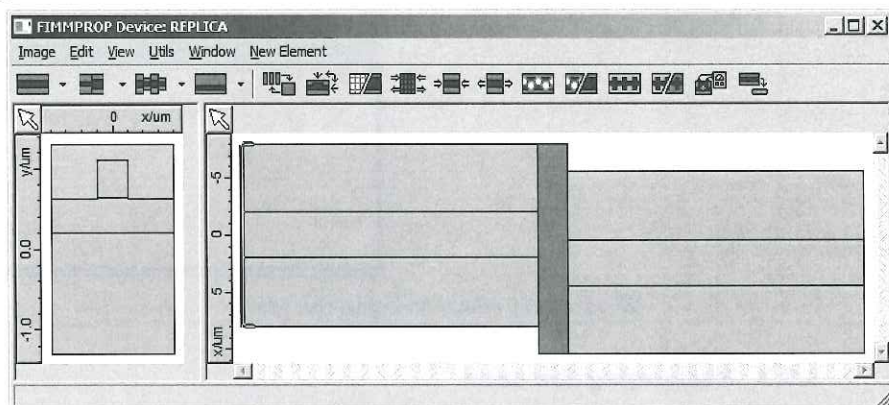 FIMMPROP Device: REPLICA
Image Edit View Utils Window New Element
0 x/um
y/um
0.0
-1.0
-5
0
5
x/um